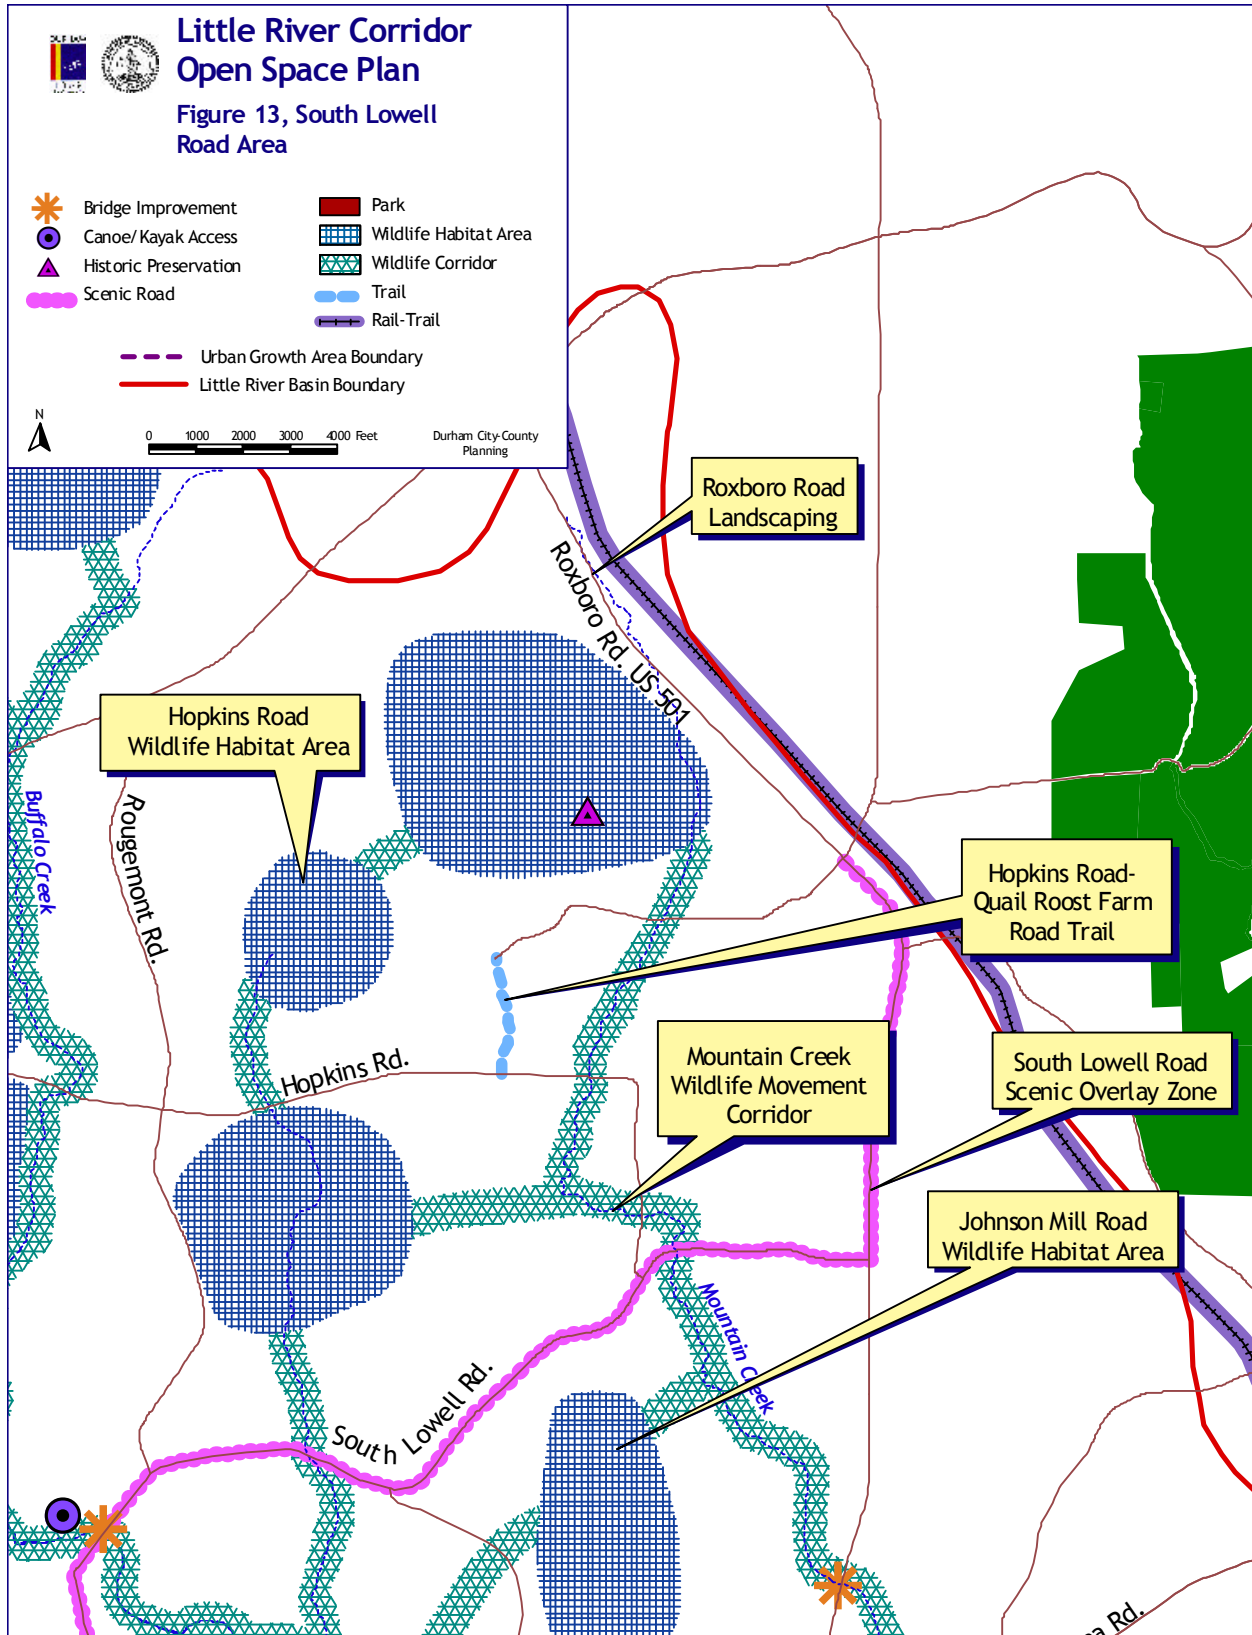 Little River Corridor
Open Space Plan
Figure 13, South Lowell
Road Area
Bridge Improvement
Canoe/Kayak Access
Historic Preservation
Scenic Road
Park
Wildlife Habitat Area
Wildlife Corridor
Trail
Rail-Trail
Urban Growth Area Boundary
Little River Basin Boundary
N
0 1000 2000 3000 4000 Feet
Durham City-County
Planning
Roxboro Road
Landscaping
Roxboro Rd. US 501
Hopkins Road
Wildlife Habitat Area
Buffalo Creek
Rougemont Rd.
Hopkins Road-
Quail Roost Farm
Road Trail
Hopkins Rd.
Mountain Creek
Wildlife Movement
Corridor
South Lowell Road
Scenic Overlay Zone
Johnson Mill Road
Wildlife Habitat Area
Mountain Creek
South Lowell Rd.
Rd.